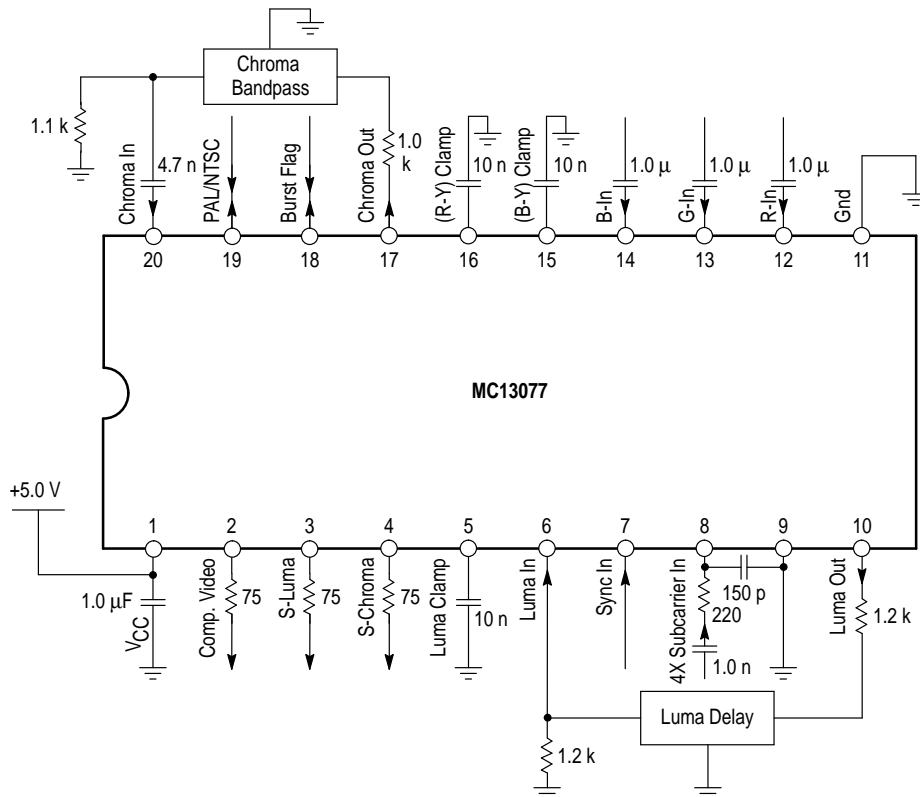 Chroma
Bandpass
1.1 k
Chroma In
4.7 n
PAL/NTSC
Burst Flag
Chroma Out
1.0
k
(R-Y) Clamp
10 n
(B-Y) Clamp
10 n
B-In
1.0 µ
G-In
1.0 µ
R-In
1.0 µ
Gnd
20
19
18
17
16
15
14
13
12
11
MC13077
+5.0 V
1
2
3
4
5
6
7
8
9
10
1.0 µF
VCC
Comp. Video
75
S-Luma
75
S-Chroma
75
Luma Clamp
10 n
Luma In
Sync In
4X Subcarrier In
220
150 p
1.0 n
Luma Out
1.2 k
Luma Delay
1.2 k